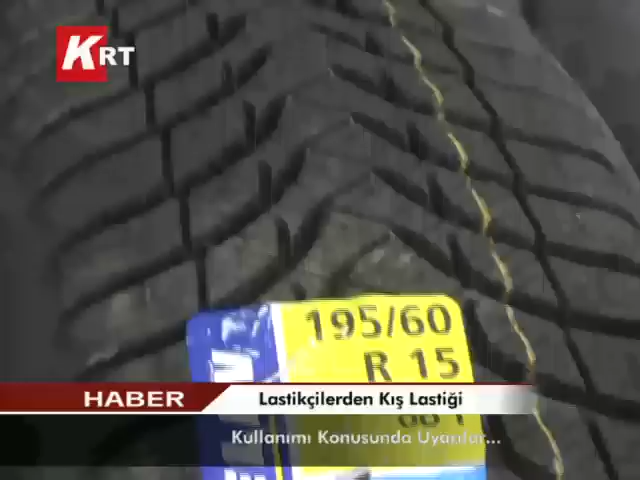 KRT
195/60
R 15
HABER
Lastikçilerden Kış Lastiği
Kullanımı Konusunda Uyarılar...